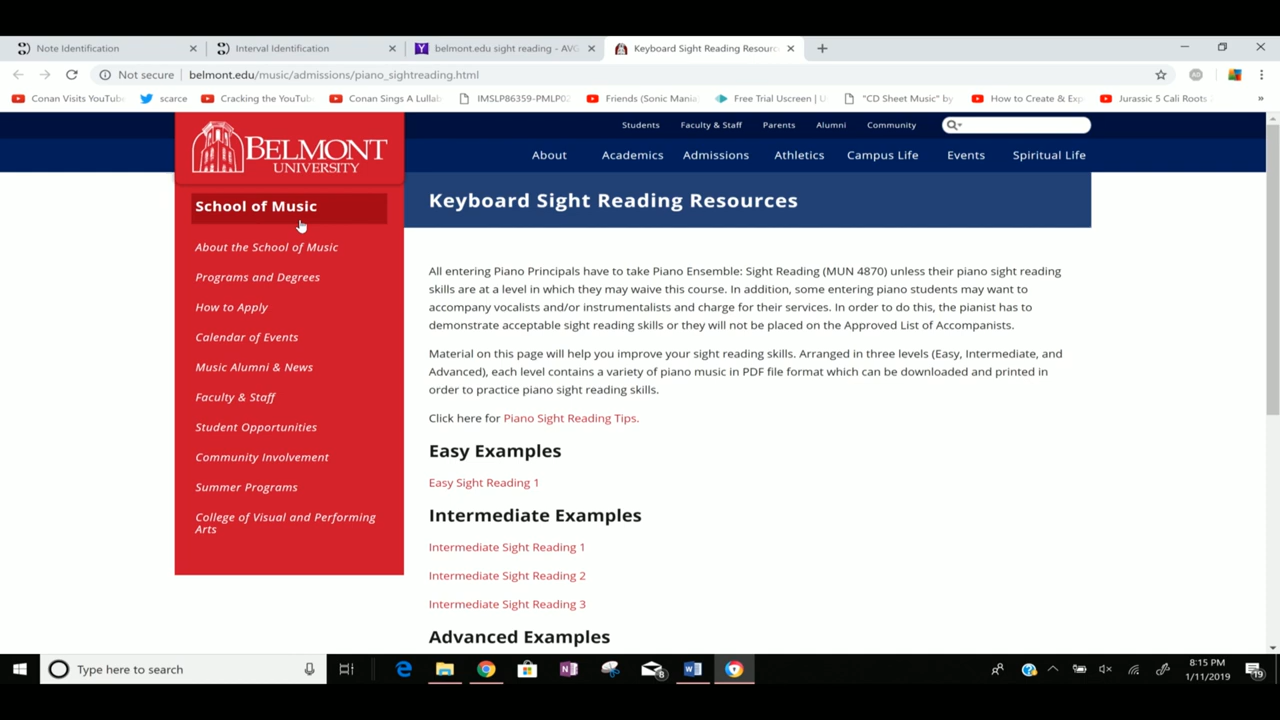 Note Identification
Interval Identification
belmont.edu sight reading - AVG
Keyboard Sight Reading Resourc
Not secure
belmont.edu/music/admissions/piano_sightreading.html
Conan Visits YouTub
scarce
Cracking the YouTub
Conan Sings A Lullab
IMSLP86359-PMLP02
Friends (Sonic Mania
Free Trial Uscreen | U
"CD Sheet Music" by
How to Create & Exp
Jurassic 5 Cali Roots
»
Students
Faculty & Staff
Parents
Alumni
Community
BELMONT
UNIVERSITY
About
Academics
Admissions
Athletics
Campus Life
Events
Spiritual Life
School of Music
About the School of Music
Programs and Degrees
How to Apply
Calendar of Events
Music Alumni & News
Faculty & Staff
Student Opportunities
Community Involvement
Summer Programs
College of Visual and Performing
Arts
Keyboard Sight Reading Resources
All entering Piano Principals have to take Piano Ensemble: Sight Reading (MUN 4870) unless their piano sight reading
skills are at a level in which they may waive this course. In addition, some entering piano students may want to
accompany vocalists and/or instrumentalists and charge for their services. In order to do this, the pianist has to
demonstrate acceptable sight reading skills or they will not be placed on the Approved List of Accompanists.
Material on this page will help you improve your sight reading skills. Arranged in three levels (Easy, Intermediate, and
Advanced), each level contains a variety of piano music in PDF file format which can be downloaded and printed in
order to practice piano sight reading skills.
Click here for Piano Sight Reading Tips.
Easy Examples
Easy Sight Reading 1
Intermediate Examples
Intermediate Sight Reading 1
Intermediate Sight Reading 2
Intermediate Sight Reading 3
Advanced Examples
Type here to search
8:15 PM
1/11/2019
19